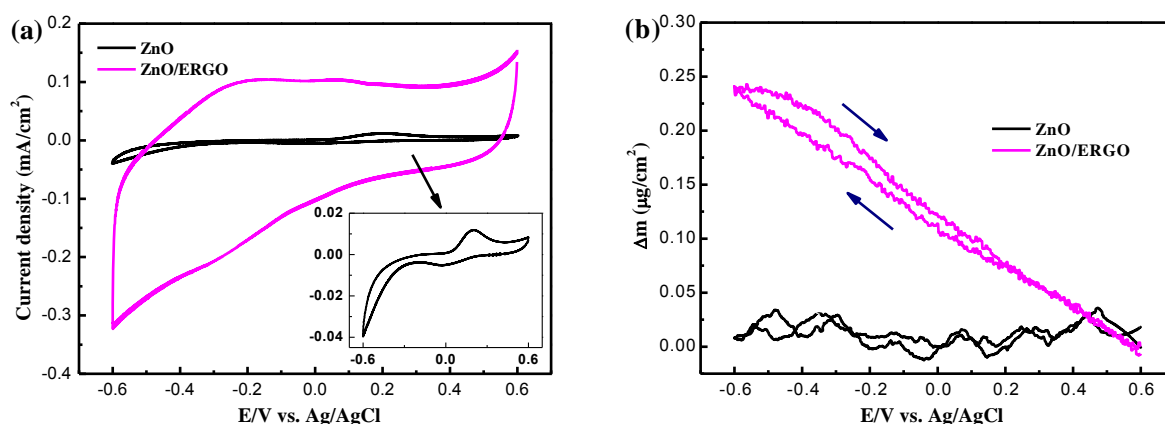 (a)
ZnO
ZnO/ERGO
Current density (mA/cm²)
0.2
0.1
0.0
-0.1
-0.2
-0.3
-0.4
-0.6 -0.4 -0.2 0.0 0.2 0.4 0.6
E/V vs. Ag/AgCl
0.02
0.00
-0.02
-0.04
-0.6 0.0 0.6
(b)
ZnO
ZnO/ERGO
Δm (μg/cm²)
0.30
0.25
0.20
0.15
0.10
0.05
0.00
-0.6 -0.4 -0.2 0.0 0.2 0.4 0.6
E/V vs. Ag/AgCl